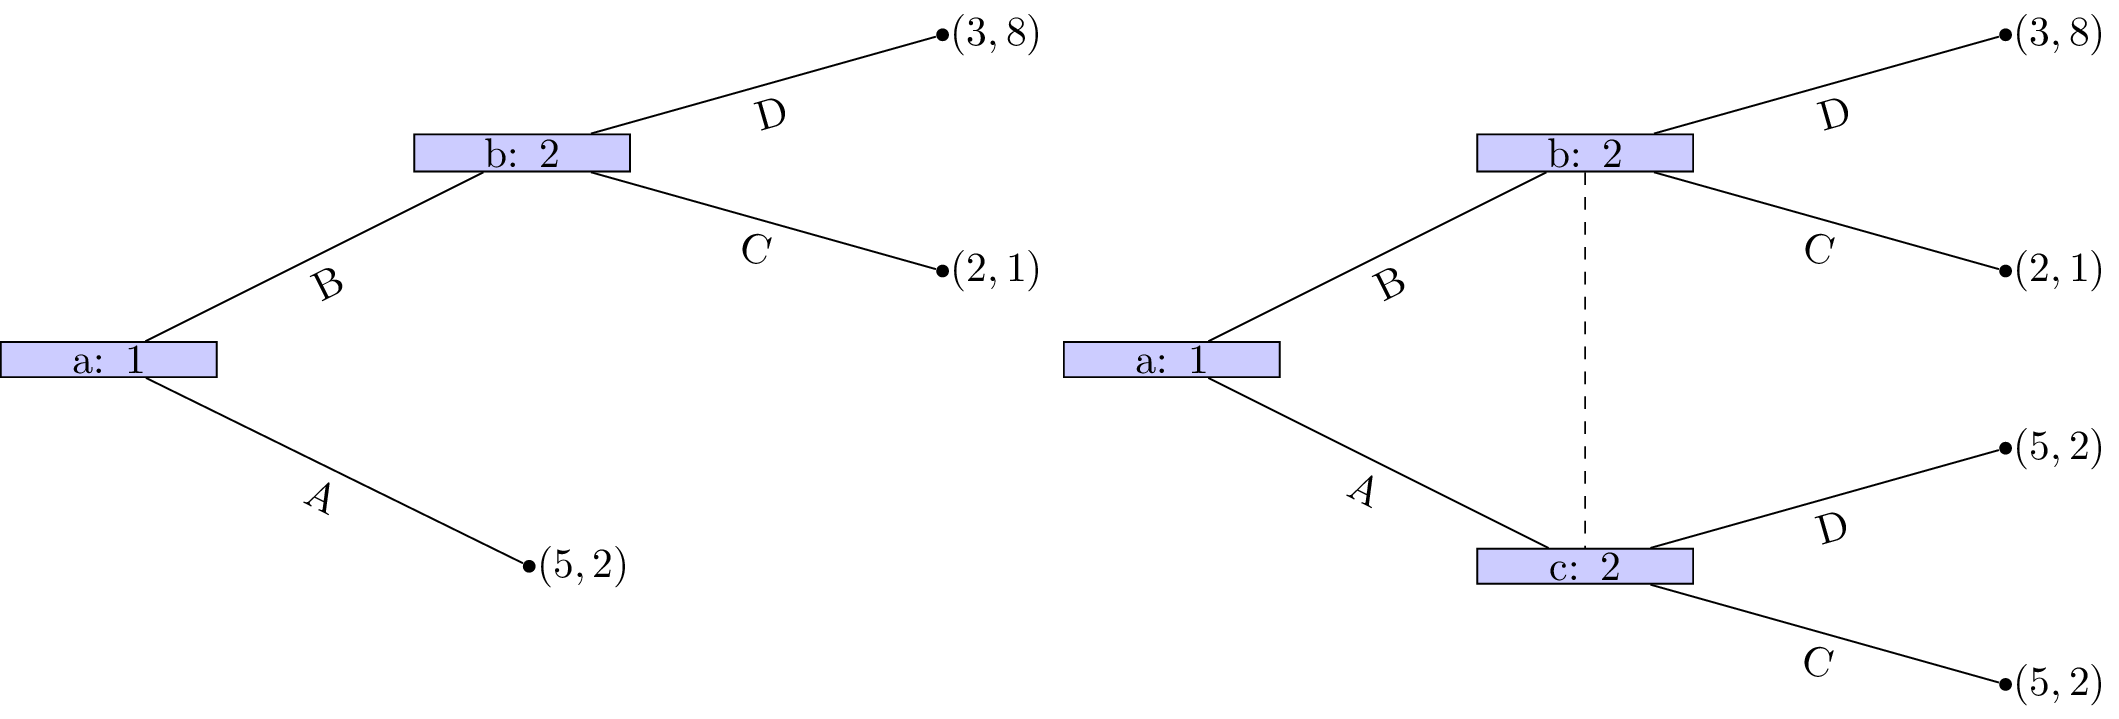 (3, 8)
D
b: 2
C
(2, 1)
B
a: 1
A
(5, 2)
(3, 8)
D
b: 2
C
(2, 1)
B
a: 1
A
(5, 2)
D
c: 2
C
(5, 2)